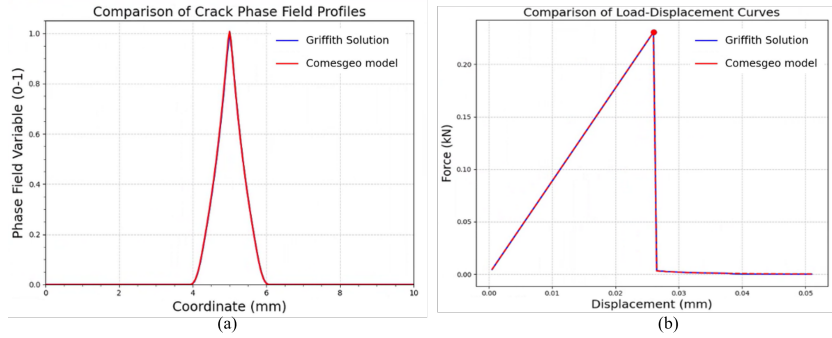 Comparison of Crack Phase Field Profiles
Griffith Solution
Comesgeo model
Phase Field Variable (0-1)
1.0
0.8
0.6
0.4
0.2
0.0
0
2
4
6
8
10
Coordinate (mm)
(a)
Comparison of Load-Displacement Curves
Griffith Solution
Comesgeo model
Force (kN)
0.20
0.15
0.10
0.05
0.00
0.00
0.01
0.02
0.03
0.04
0.05
Displacement (mm)
(b)